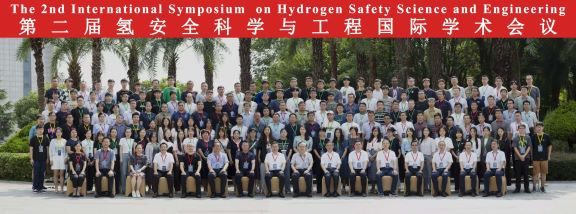 The 2nd International Symposium on Hydrogen Safety Science and Engineering
第二届氢安全科学与工程国际学术会议